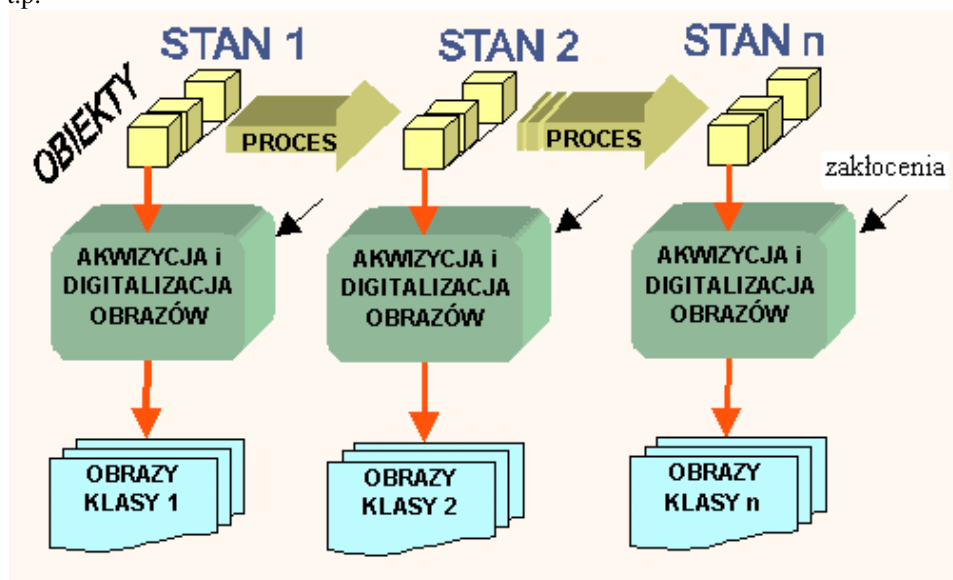 t.p.
STAN 1
STAN 2
STAN n
OBIEKTY
PROCES
PROCES
zakłocenia
AKWIZYCJA i
DIGITALIZACJA
OBRAZÓW
AKWIZYCJA i
DIGITALIZACJA
OBRAZÓW
AKWIZYCJA i
DIGITALIZACJA
OBRAZÓW
OBRAZY
KLASY 1
OBRAZY
KLASY 2
OBRAZY
KLASY n